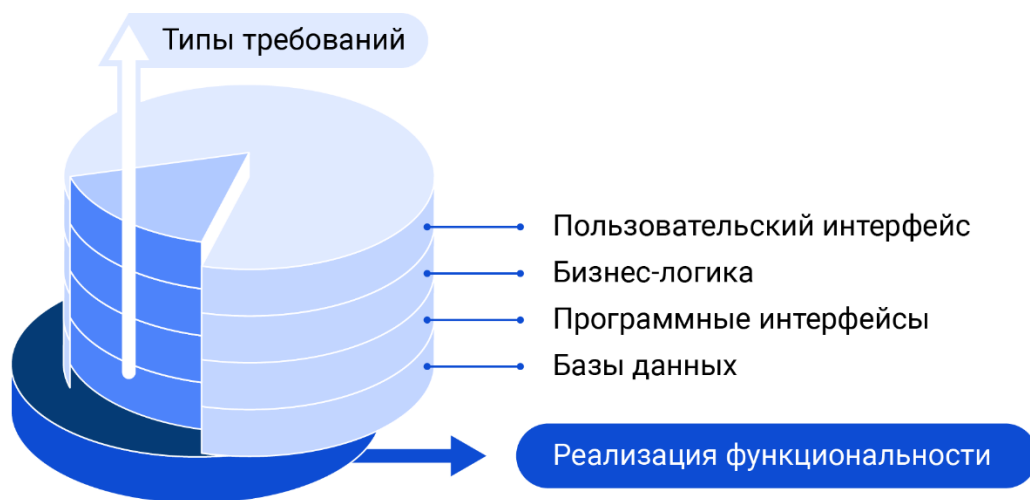 Типы требований
Пользовательский интерфейс
Бизнес-логика
Программные интерфейсы
Базы данных
Реализация функциональности